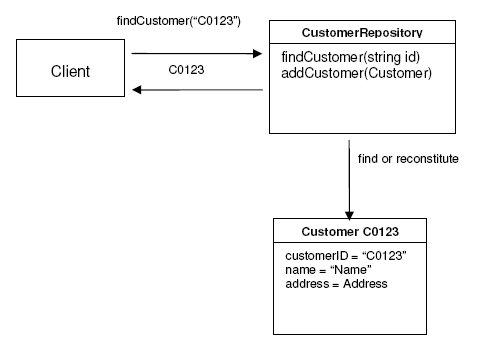 findCustomer(“C0123”)
Client
C0123
CustomerRepository
findCustomer(string id)
addCustomer(Customer)
find or reconstitute
Customer C0123
customerID = “C0123”
name = “Name”
address = Address